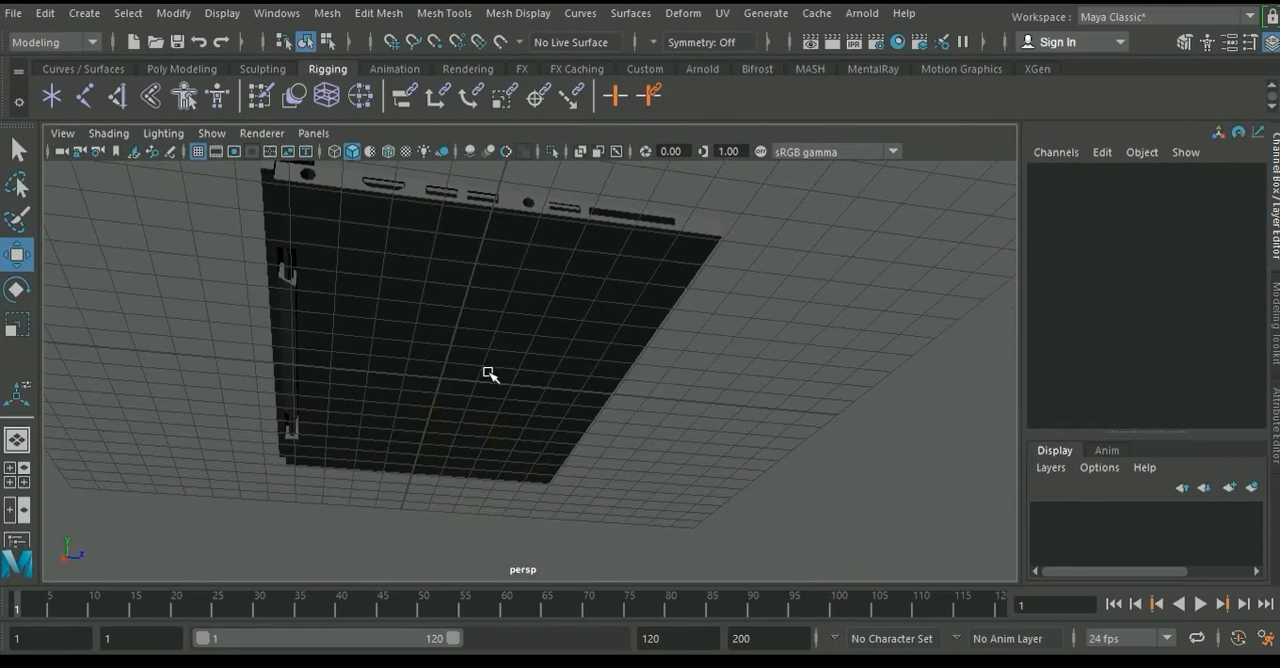 File Edit Create Select Modify Display Windows Mesh Edit Mesh Mesh Tools Mesh Display Curves Surfaces Deform UV Generate Cache Arnold Help Workspace : Maya Classic*
Modeling No Live Surface Symmetry: Off IPR Sign In
Curves / Surfaces Poly Modeling Sculpting Rigging Animation Rendering FX FX Caching Custom Arnold Bifrost MASH MentalRay Motion Graphics XGen
View Shading Lighting Show Renderer Panels
0.00 1.00 sRGB gamma
Channels Edit Object Show
Channel Box / Layer Editor
Modeling Toolkit
Attribute Editor
Display Anim
Layers Options Help
y
z
persp
1 5 10 15 20 25 30 35 40 45 50 55 60 65 70 75 80 85 90 95 100 105 110 115 12 1
1 1 1 120 120 200 No Character Set No Anim Layer 24 fps